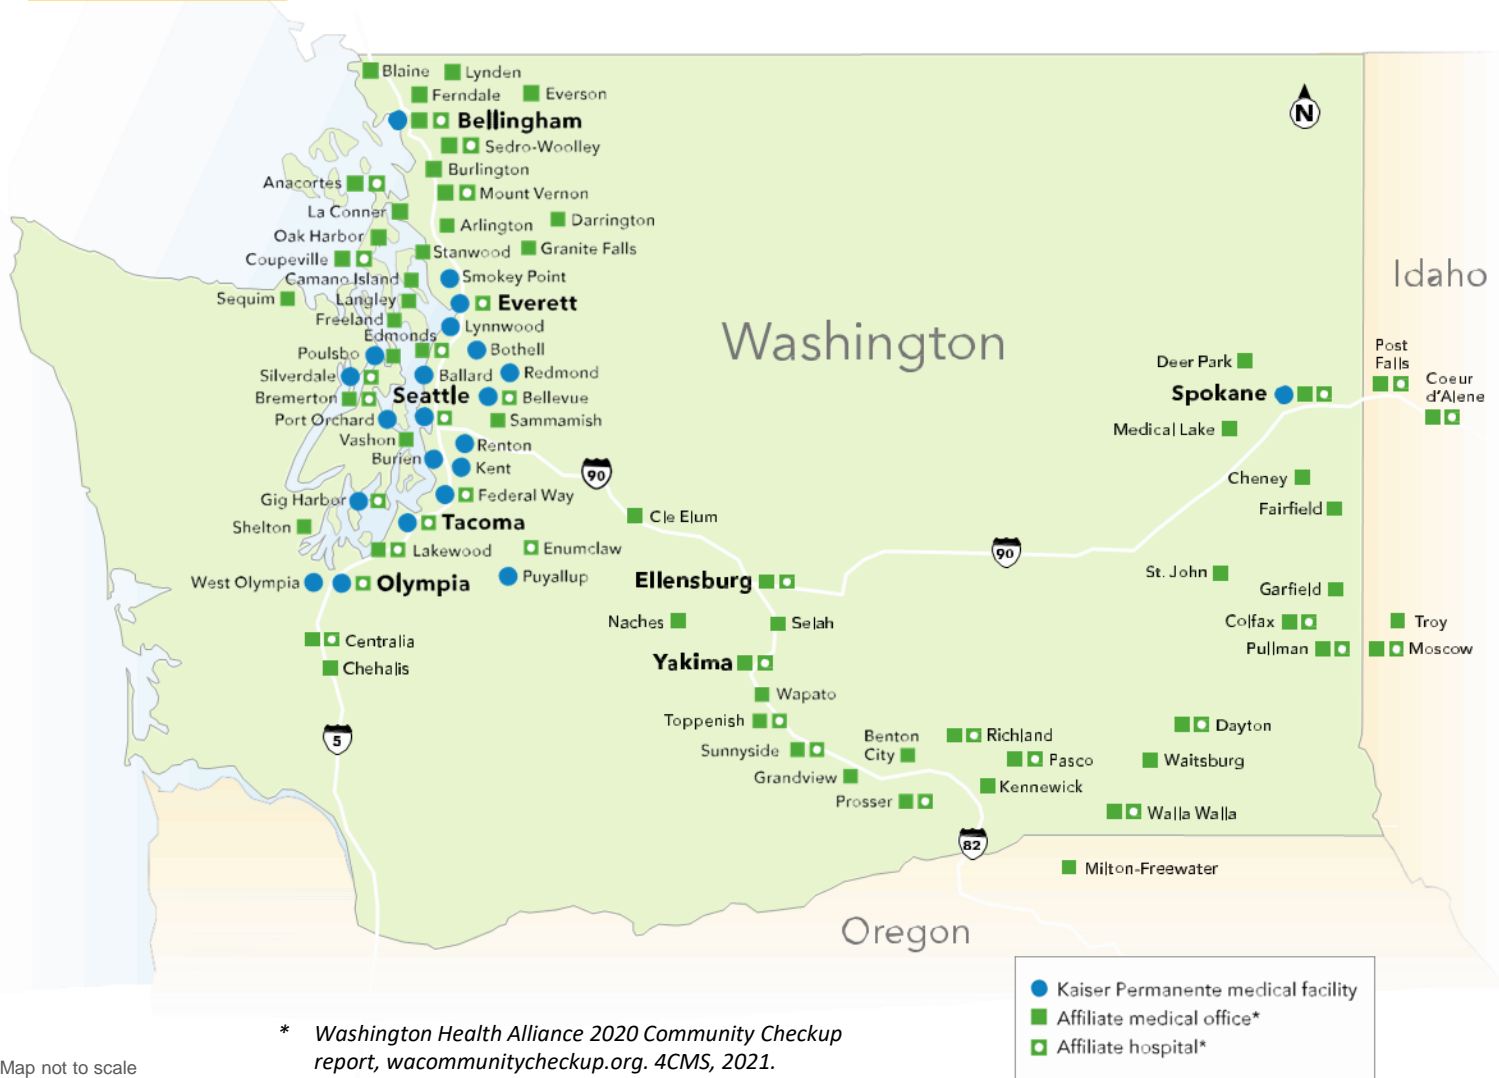 Blaine
Lynden
Ferndale
Everson
Bellingham
Sedro-Woolley
Burlington
Anacortes
Mount Vernon
La Conner
Arlington
Darrington
Oak Harbor
Stanwood
Granite Falls
Coupeville
Camano Island
Smokey Point
Sequim
Langley
Everett
Freeland
Edmonds
Lynnwood
Poulsbo
Bothell
Silverdale
Ballard
Redmond
Bremerton
Seattle
Bellevue
Port Orchard
Sammamish
Vashon
Renton
Burien
Kent
90
Gig Harbor
Federal Way
Shelton
Tacoma
Cle Elum
Lakewood
Enumclaw
West Olympia
Olympia
Puyallup
Ellensburg
90
Naches
Selah
Centralia
Chehalis
Yakima
Wapato
Toppenish
5
Sunnyside
Benton
City
Richland
Grandview
Pasco
Kennewick
Prosser
82
Dayton
Waitsburg
Walla Walla
Milton-Freewater
N
Washington
Idaho
Oregon
Deer Park
Spokane
Medical Lake
Post
Falls
Coeur
d'Alene
Cheney
Fairfield
St. John
Garfield
Colfax
Troy
Pullman
Moscow
Kaiser Permanente medical facility
Affiliate medical office*
Affiliate hospital*
* Washington Health Alliance 2020 Community Checkup
report, wacommunitycheckup.org. 4CMS, 2021.
Map not to scale